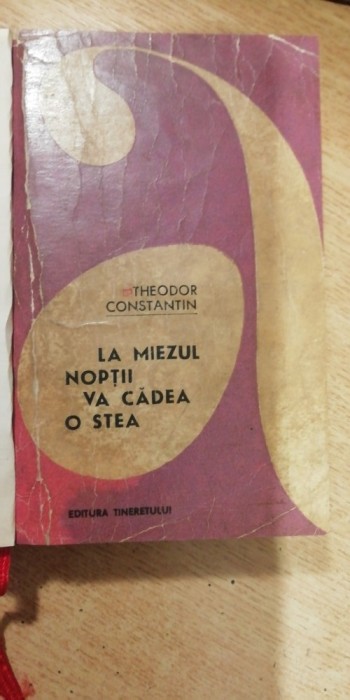 THEODOR
CONSTANTIN
LA MIEZUL
NOPȚII
VA CĂDEA
O STEA
EDITURA TINERETULUI